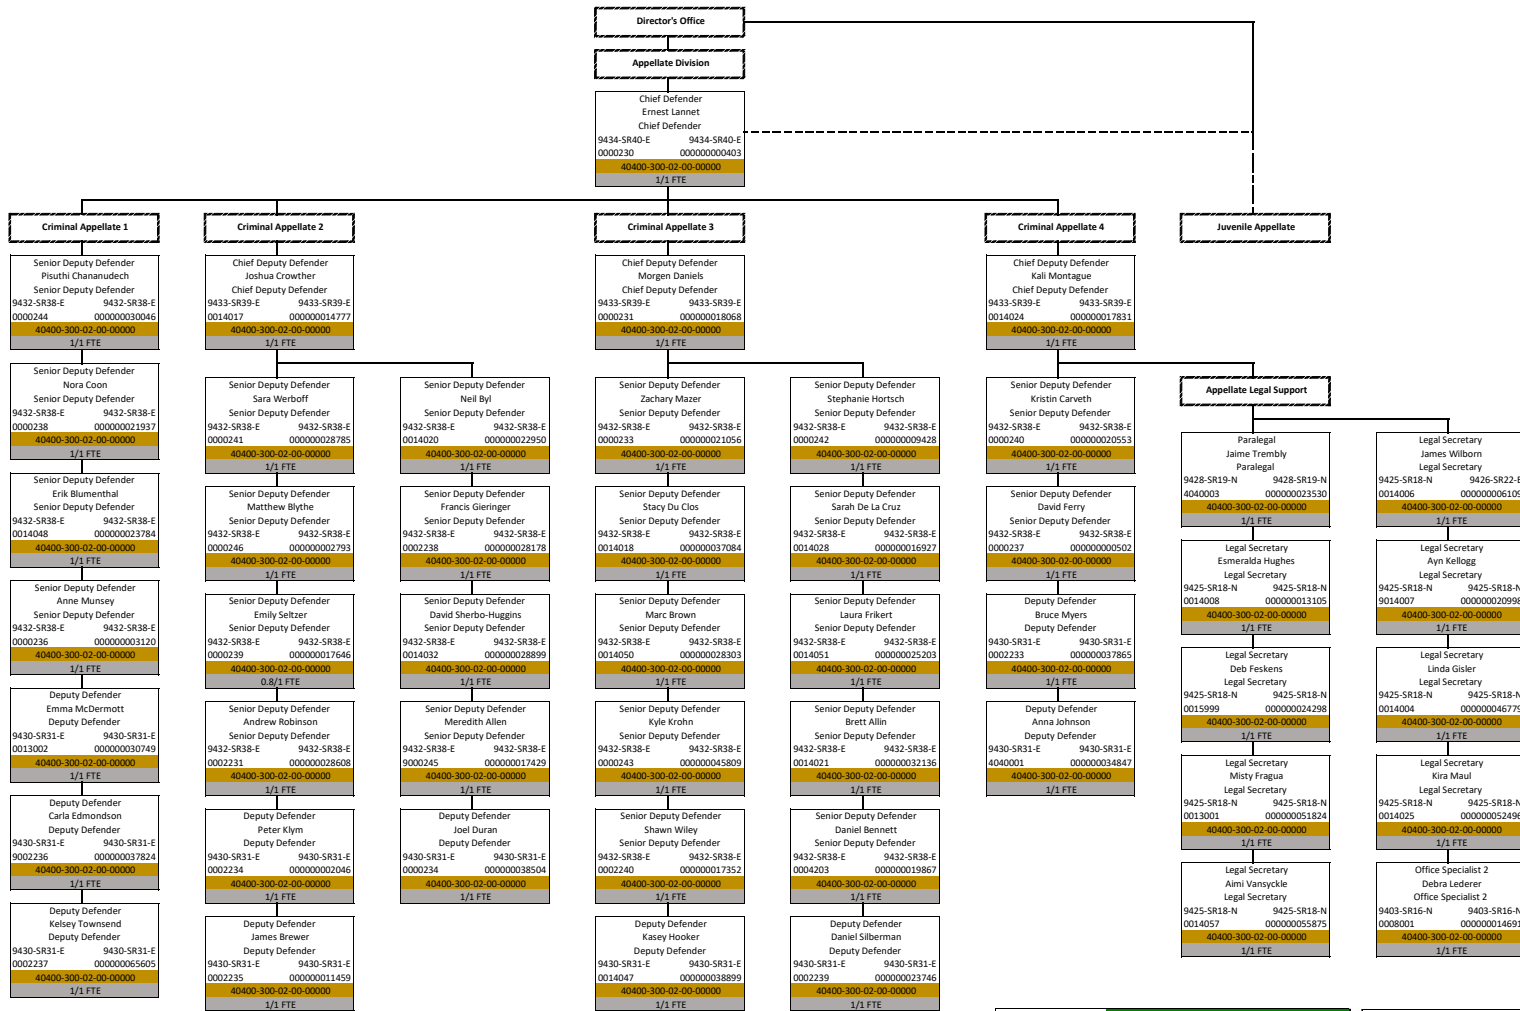 Director's Office
Appellate Division
Chief Defender
Ernest Lannet
Chief Defender
9434-SR40-E 9434-SR40-E
0000230 000000000403
40400-300-02-00-00000
1/1 FTE
Criminal Appellate 1
Senior Deputy Defender
Pisuthi Chananudech
Senior Deputy Defender
9432-SR38-E 9432-SR38-E
0000244 000000030046
40400-300-02-00-00000
1/1 FTE
Senior Deputy Defender
Nora Coon
Senior Deputy Defender
9432-SR38-E 9432-SR38-E
0000238 000000021937
40400-300-02-00-00000
1/1 FTE
Senior Deputy Defender
Erik Blumenthal
Senior Deputy Defender
9432-SR38-E 9432-SR38-E
0014048 000000023784
40400-300-02-00-00000
1/1 FTE
Senior Deputy Defender
Anne Munsey
Senior Deputy Defender
9432-SR38-E 9432-SR38-E
0000236 000000003120
40400-300-02-00-00000
1/1 FTE
Deputy Defender
Emma McDermott
Deputy Defender
9430-SR31-E 9430-SR31-E
0013002 000000030749
40400-300-02-00-00000
1/1 FTE
Deputy Defender
Carla Edmondson
Deputy Defender
9430-SR31-E 9430-SR31-E
9002236 000000037824
40400-300-02-00-00000
1/1 FTE
Deputy Defender
Kelsey Townsend
Deputy Defender
9430-SR31-E 9430-SR31-E
0002237 000000065605
40400-300-02-00-00000
1/1 FTE
Criminal Appellate 2
Chief Deputy Defender
Joshua Crowther
Chief Deputy Defender
9433-SR39-E 9433-SR39-E
0014017 000000014777
40400-300-02-00-00000
1/1 FTE
Senior Deputy Defender
Sara Werboff
Senior Deputy Defender
9432-SR38-E 9432-SR38-E
0000241 000000028785
40400-300-02-00-00000
1/1 FTE
Senior Deputy Defender
Matthew Blythe
Senior Deputy Defender
9432-SR38-E 9432-SR38-E
0000246 000000002793
40400-300-02-00-00000
1/1 FTE
Senior Deputy Defender
Emily Seltzer
Senior Deputy Defender
9432-SR38-E 9432-SR38-E
0000239 000000017646
40400-300-02-00-00000
0.8/1 FTE
Senior Deputy Defender
Andrew Robinson
Senior Deputy Defender
9432-SR38-E 9432-SR38-E
0002231 000000028608
40400-300-02-00-00000
1/1 FTE
Deputy Defender
Peter Klym
Deputy Defender
9430-SR31-E 9430-SR31-E
0002234 000000002046
40400-300-02-00-00000
1/1 FTE
Deputy Defender
James Brewer
Deputy Defender
9430-SR31-E 9430-SR31-E
0002235 000000011459
40400-300-02-00-00000
1/1 FTE
Senior Deputy Defender
Neil Byl
Senior Deputy Defender
9432-SR38-E 9432-SR38-E
0014020 000000022950
40400-300-02-00-00000
1/1 FTE
Senior Deputy Defender
Francis Gieringer
Senior Deputy Defender
9432-SR38-E 9432-SR38-E
0002238 000000028178
40400-300-02-00-00000
1/1 FTE
Senior Deputy Defender
David Sherbo-Huggins
Senior Deputy Defender
9432-SR38-E 9432-SR38-E
0014032 000000028899
40400-300-02-00-00000
1/1 FTE
Senior Deputy Defender
Meredith Allen
Senior Deputy Defender
9432-SR38-E 9432-SR38-E
9000245 000000017429
40400-300-02-00-00000
1/1 FTE
Deputy Defender
Joel Duran
Deputy Defender
9430-SR31-E 9430-SR31-E
0000234 000000038504
40400-300-02-00-00000
1/1 FTE
Criminal Appellate 3
Chief Deputy Defender
Morgen Daniels
Chief Deputy Defender
9433-SR39-E 9433-SR39-E
0000231 000000018068
40400-300-02-00-00000
1/1 FTE
Senior Deputy Defender
Zachary Mazer
Senior Deputy Defender
9432-SR38-E 9432-SR38-E
0000233 000000021056
40400-300-02-00-00000
1/1 FTE
Senior Deputy Defender
Stacy Du Clos
Senior Deputy Defender
9432-SR38-E 9432-SR38-E
0014018 000000037084
40400-300-02-00-00000
1/1 FTE
Senior Deputy Defender
Marc Brown
Senior Deputy Defender
9432-SR38-E 9432-SR38-E
0014050 000000028303
40400-300-02-00-00000
1/1 FTE
Senior Deputy Defender
Kyle Krohn
Senior Deputy Defender
9432-SR38-E 9432-SR38-E
0000243 000000045809
40400-300-02-00-00000
1/1 FTE
Senior Deputy Defender
Shawn Wiley
Senior Deputy Defender
9432-SR38-E 9432-SR38-E
0002240 000000017352
40400-300-02-00-00000
1/1 FTE
Deputy Defender
Kasey Hooker
Deputy Defender
9430-SR31-E 9430-SR31-E
0014047 000000038899
40400-300-02-00-00000
1/1 FTE
Senior Deputy Defender
Stephanie Hortsch
Senior Deputy Defender
9432-SR38-E 9432-SR38-E
0000242 000000009428
40400-300-02-00-00000
1/1 FTE
Senior Deputy Defender
Sarah De La Cruz
Senior Deputy Defender
9432-SR38-E 9432-SR38-E
0014028 000000016927
40400-300-02-00-00000
1/1 FTE
Senior Deputy Defender
Laura Frikert
Senior Deputy Defender
9432-SR38-E 9432-SR38-E
0014051 000000025203
40400-300-02-00-00000
1/1 FTE
Senior Deputy Defender
Brett Allin
Senior Deputy Defender
9432-SR38-E 9432-SR38-E
0014021 000000032136
40400-300-02-00-00000
1/1 FTE
Senior Deputy Defender
Daniel Bennett
Senior Deputy Defender
9432-SR38-E 9432-SR38-E
0004203 000000019867
40400-300-02-00-00000
1/1 FTE
Deputy Defender
Daniel Silberman
Deputy Defender
9430-SR31-E 9430-SR31-E
0002239 000000023746
40400-300-02-00-00000
1/1 FTE
Criminal Appellate 4
Chief Deputy Defender
Kali Montague
Chief Deputy Defender
9433-SR39-E 9433-SR39-E
0014024 000000017831
40400-300-02-00-00000
1/1 FTE
Senior Deputy Defender
Kristin Carveth
Senior Deputy Defender
9432-SR38-E 9432-SR38-E
0000240 000000020553
40400-300-02-00-00000
1/1 FTE
Senior Deputy Defender
David Ferry
Senior Deputy Defender
9432-SR38-E 9432-SR38-E
0000237 000000000502
40400-300-02-00-00000
1/1 FTE
Deputy Defender
Bruce Myers
Deputy Defender
9430-SR31-E 9430-SR31-E
0002233 000000037865
40400-300-02-00-00000
1/1 FTE
Deputy Defender
Anna Johnson
Deputy Defender
9430-SR31-E 9430-SR31-E
4040001 000000034847
40400-300-02-00-00000
1/1 FTE
Juvenile Appellate
Appellate Legal Support
Paralegal
Jaime Trembly
Paralegal
9428-SR19-N 9428-SR19-N
4040003 000000023530
40400-300-02-00-00000
1/1 FTE
Legal Secretary
Esmeralda Hughes
Legal Secretary
9425-SR18-N 9425-SR18-N
0014008 000000013105
40400-300-02-00-00000
1/1 FTE
Legal Secretary
Deb Feskens
Legal Secretary
9425-SR18-N 9425-SR18-N
0015999 000000024298
40400-300-02-00-00000
1/1 FTE
Legal Secretary
Misty Fragua
Legal Secretary
9425-SR18-N 9425-SR18-N
0013001 000000051824
40400-300-02-00-00000
1/1 FTE
Legal Secretary
Aimi Vansyckle
Legal Secretary
9425-SR18-N 9425-SR18-N
0014057 000000055875
40400-300-02-00-00000
1/1 FTE
Legal Secretary
James Wilborn
Legal Secretary
9425-SR18-N 9426-SR22-E
0014006 000000006109
40400-300-02-00-00000
1/1 FTE
Legal Secretary
Ayn Kellogg
Legal Secretary
9425-SR18-N 9425-SR18-N
9014007 000000020998
40400-300-02-00-00000
1/1 FTE
Legal Secretary
Linda Gisler
Legal Secretary
9425-SR18-N 9425-SR18-N
0014004 000000046779
40400-300-02-00-00000
1/1 FTE
Legal Secretary
Kira Maul
Legal Secretary
9425-SR18-N 9425-SR18-N
0014025 000000052496
40400-300-02-00-00000
1/1 FTE
Office Specialist 2
Debra Lederer
Office Specialist 2
9403-SR16-N 9403-SR16-N
0008001 000000014691
40400-300-02-00-00000
1/1 FTE